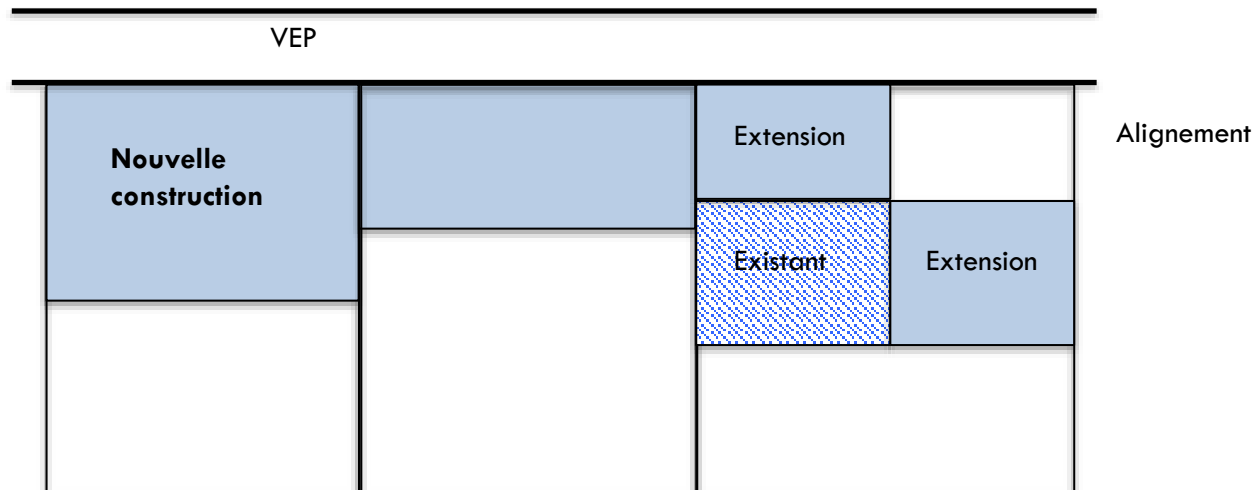 VEP
Extension
Alignement
Nouvelle
construction
Existant
Extension